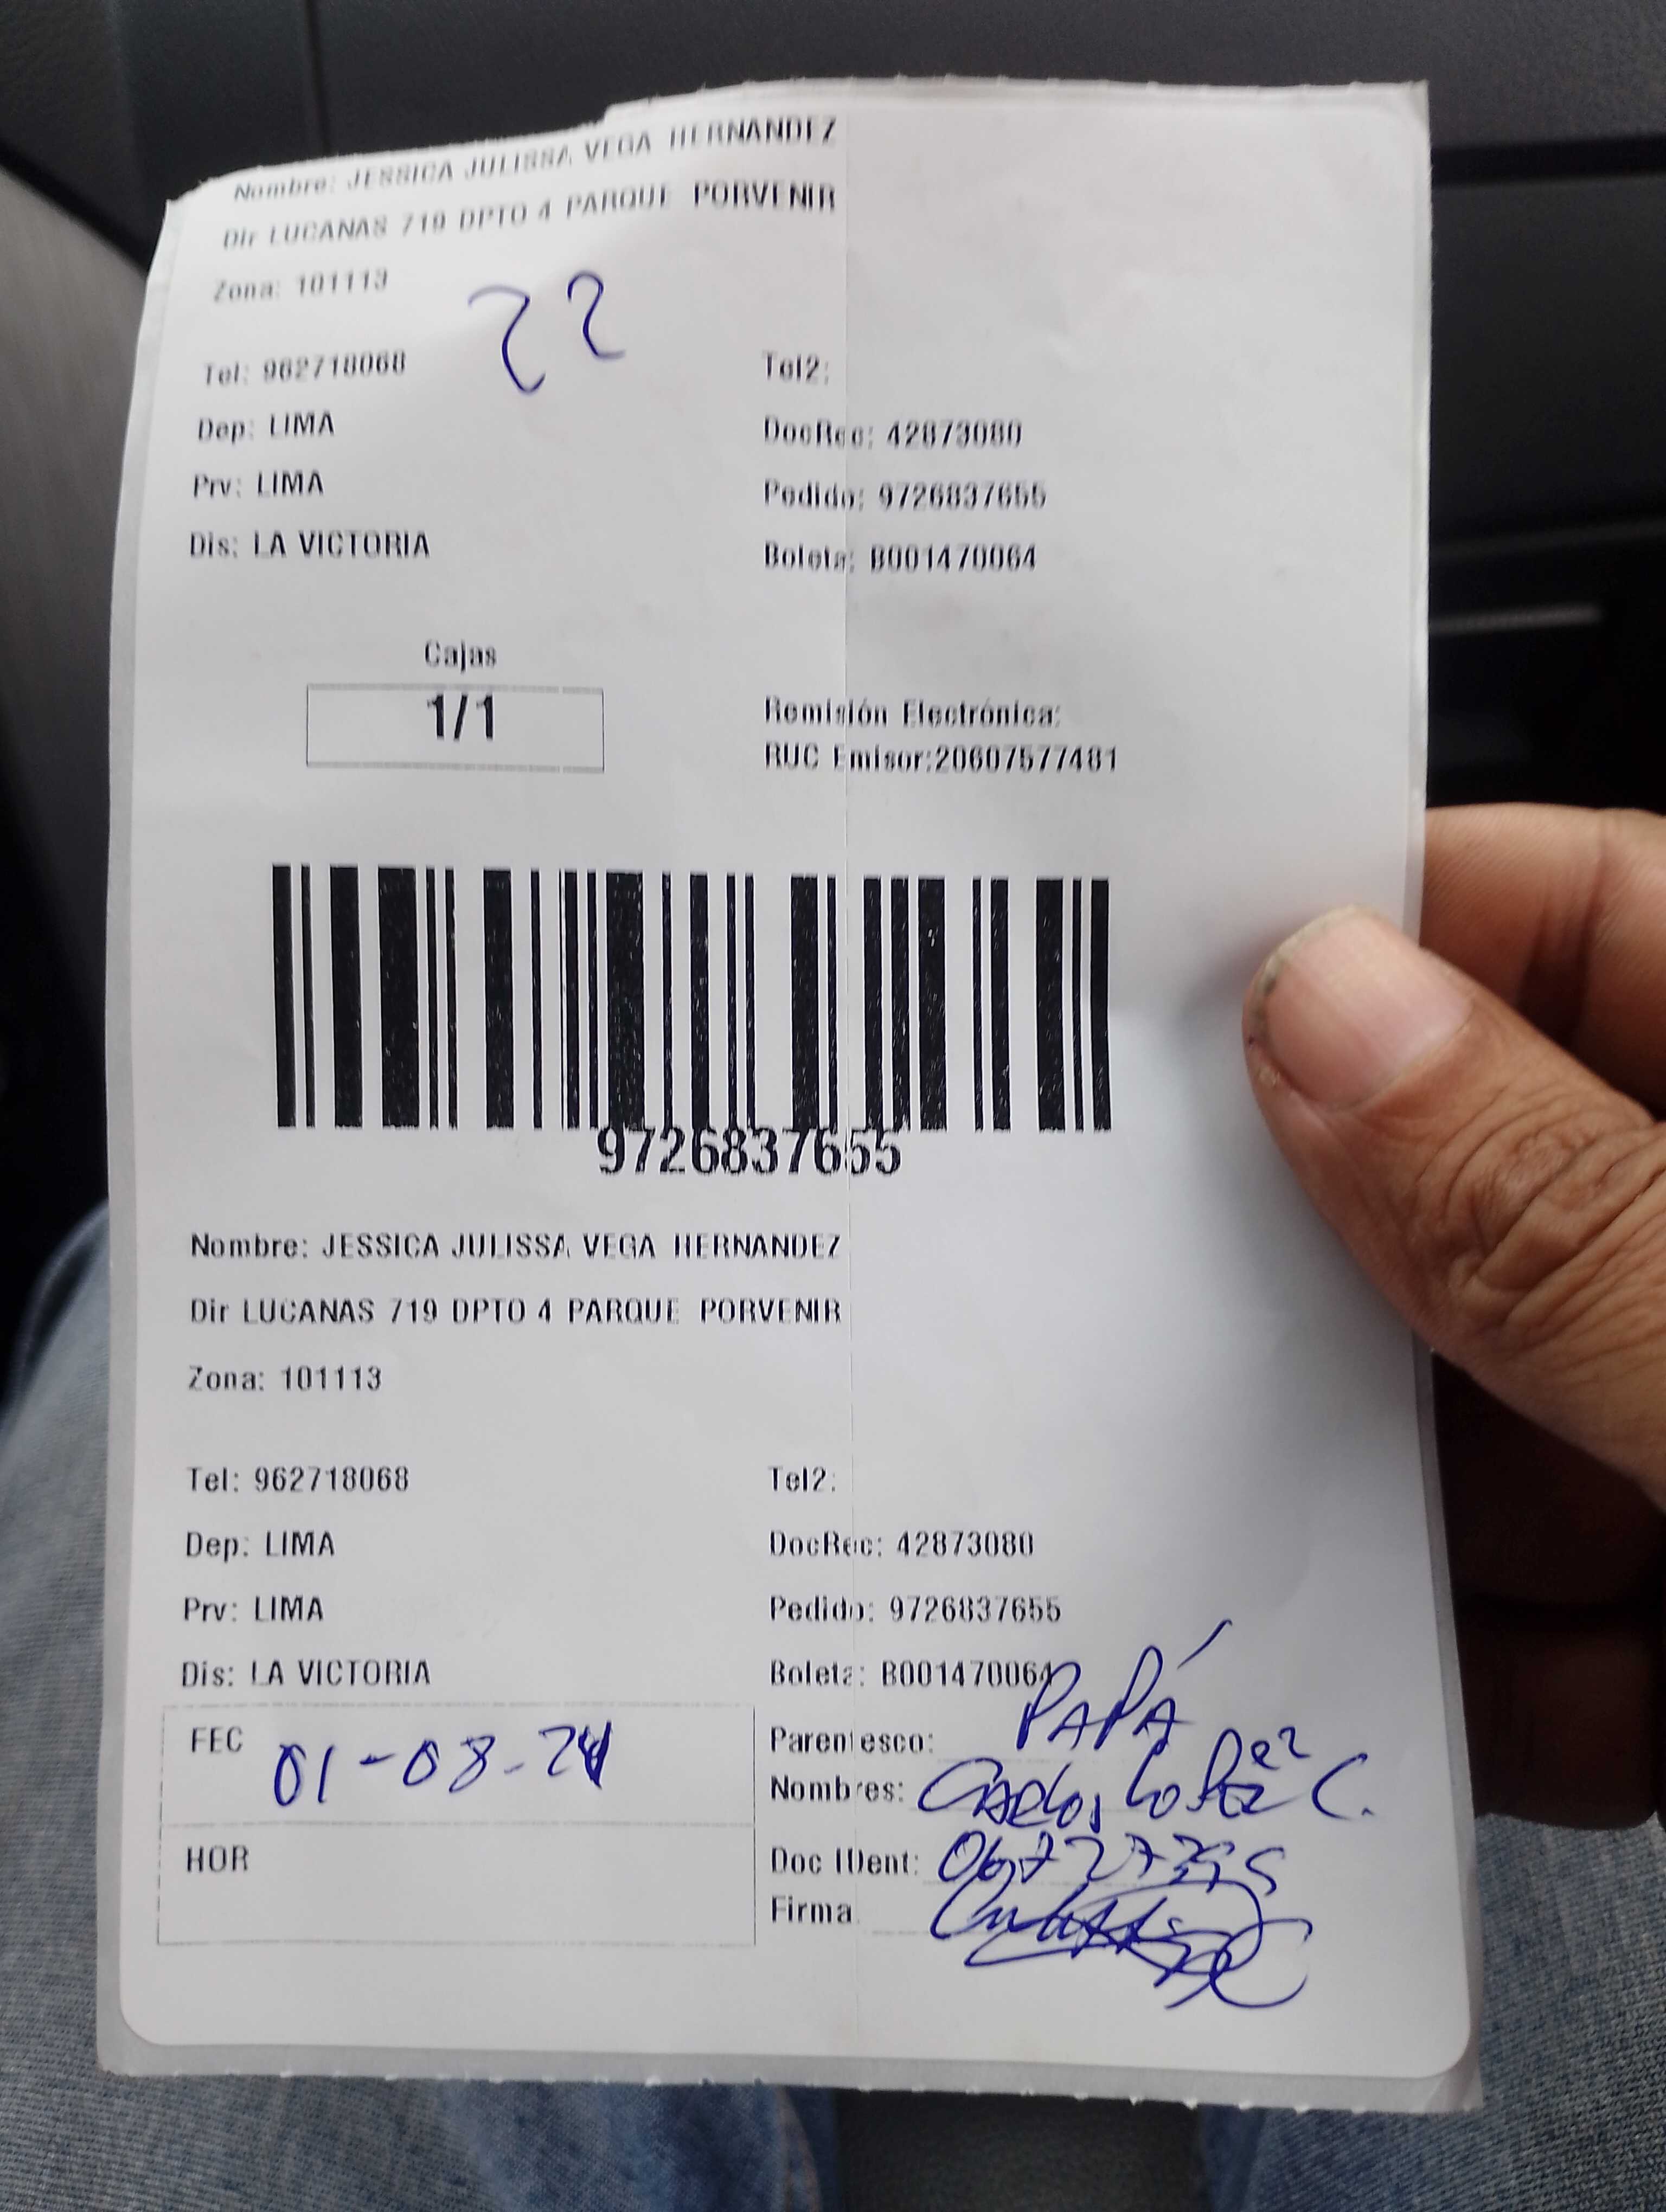 Nombre: JESSICA JULISSA VEGA HERNANDEZ
Dir LUCANAS 719 DPTO 4 PARQUE PORVENIR
Zona: 101113
22
Tel: 962718068 Tel2:
Dep: LIMA DocRec: 42873080
Prv: LIMA Pedido: 9726837655
Dis: LA VICTORIA Boleta: B001470064
Cajas
1/1
Remisión Electrónica:
RUC Emisor:20607577481
9726837655
Nombre: JESSICA JULISSA VEGA HERNANDEZ
Dir LUCANAS 719 DPTO 4 PARQUE PORVENIR
Zona: 101113
Tel: 962718068 Tel2:
Dep: LIMA DocRec: 42873080
Prv: LIMA Pedido: 9726837655
Dis: LA VICTORIA Boleta: B001470064
FEC 01-08-24 Parentesco: PAPÁ
Nombres: Carlos LoPez C.
HOR Doc IDent:
Firma